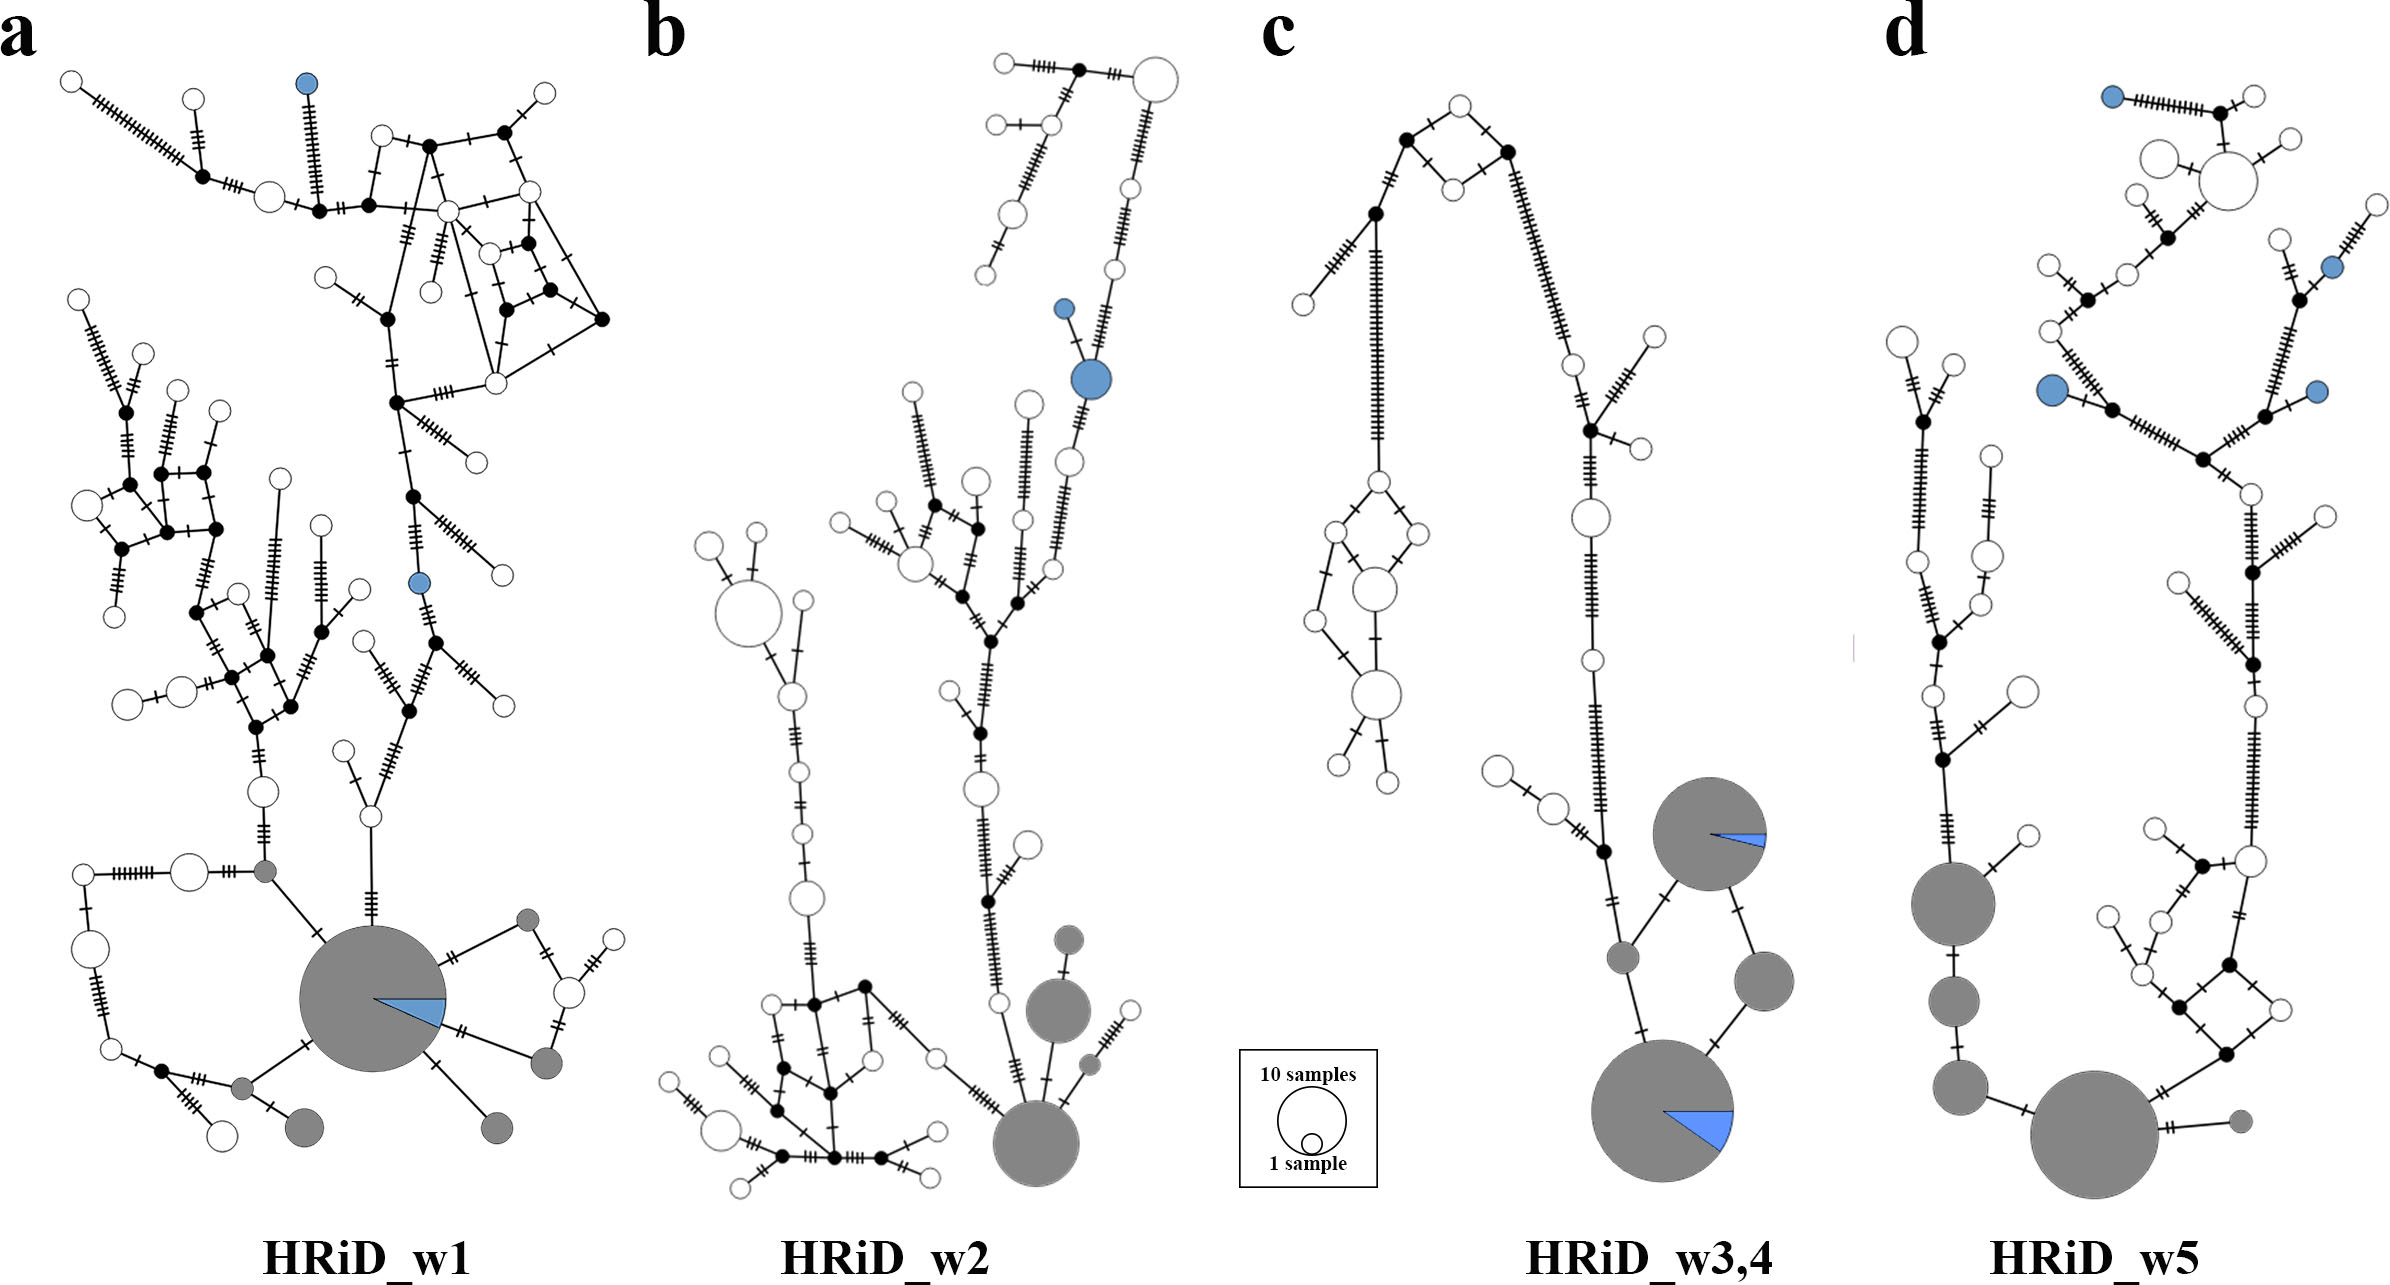 a b c d
10 samples
1 sample
HRiD_w1 HRiD_w2 HRiD_w3,4 HRiD_w5